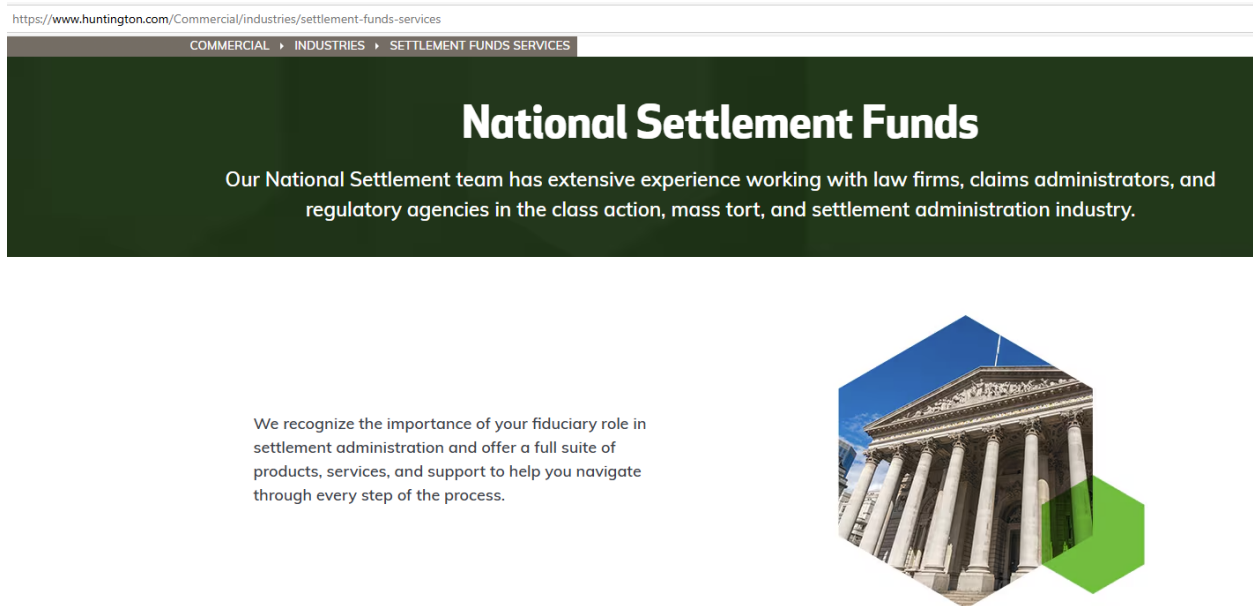 https://www.huntington.com/Commercial/industries/settlement-funds-services
COMMERCIAL ▸ INDUSTRIES ▸ SETTLEMENT FUNDS SERVICES
National Settlement Funds
Our National Settlement team has extensive experience working with law firms, claims administrators, and
regulatory agencies in the class action, mass tort, and settlement administration industry.
We recognize the importance of your fiduciary role in
settlement administration and offer a full suite of
products, services, and support to help you navigate
through every step of the process.